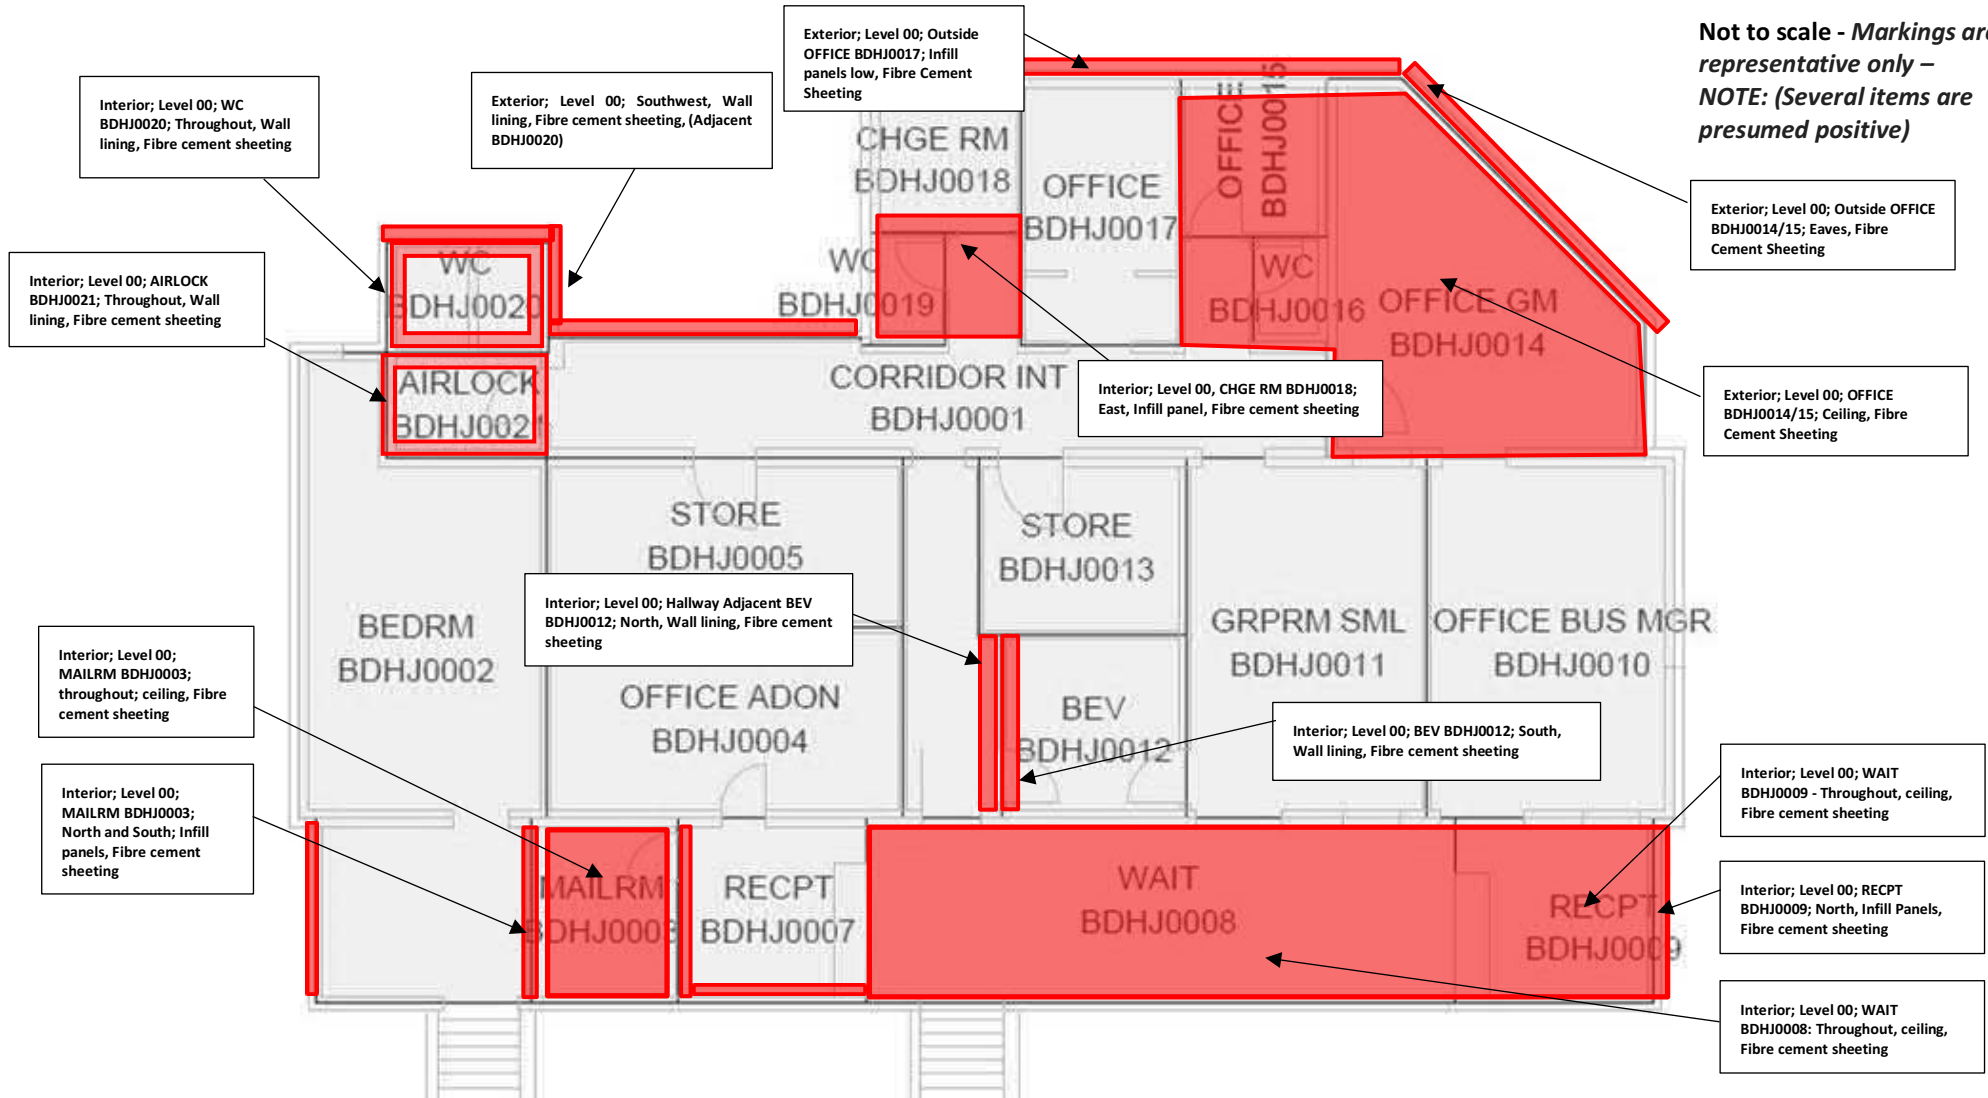 Not to scale - Markings are
representative only –
NOTE: (Several items are
presumed positive)
Exterior; Level 00; Outside
OFFICE BDHJ0017; Infill
panels low, Fibre Cement
Sheeting
Interior; Level 00; WC
BDHJ0020; Throughout, Wall
lining, Fibre cement sheeting
Exterior; Level 00; Southwest, Wall
lining, Fibre cement sheeting, (Adjacent
BDHJ0020)
Exterior; Level 00; Outside OFFICE
BDHJ0014/15; Eaves, Fibre
Cement Sheeting
Interior; Level 00; AIRLOCK
BDHJ0021; Throughout, Wall
lining, Fibre cement sheeting
CHGE RM
BDHJ0018
OFFICE
BDHJ0017
OFFICE
BDHJ0015
WC
BDHJ0020
WC
BDHJ0019
WC
BDHJ0016
OFFICE GM
BDHJ0014
AIRLOCK
BDHJ0021
CORRIDOR INT
BDHJ0001
Interior; Level 00, CHGE RM BDHJ0018;
East, Infill panel, Fibre cement sheeting
Exterior; Level 00; OFFICE
BDHJ0014/15; Ceiling, Fibre
Cement Sheeting
STORE
BDHJ0005
STORE
BDHJ0013
Interior; Level 00; Hallway Adjacent BEV
BDHJ0012; North, Wall lining, Fibre cement
sheeting
BEDRM
BDHJ0002
GRPRM SML
BDHJ0011
OFFICE BUS MGR
BDHJ0010
Interior; Level 00;
MAILRM BDHJ0003;
throughout; ceiling, Fibre
cement sheeting
OFFICE ADON
BDHJ0004
BEV
BDHJ0012
Interior; Level 00; BEV BDHJ0012; South,
Wall lining, Fibre cement sheeting
Interior; Level 00; WAIT
BDHJ0009 - Throughout, ceiling,
Fibre cement sheeting
Interior; Level 00;
MAILRM BDHJ0003;
North and South; Infill
panels, Fibre cement
sheeting
MAILRM
BDHJ0003
RECPT
BDHJ0007
WAIT
BDHJ0008
RECPT
BDHJ0009
Interior; Level 00; RECPT
BDHJ0009; North, Infill Panels,
Fibre cement sheeting
Interior; Level 00; WAIT
BDHJ0008: Throughout, ceiling,
Fibre cement sheeting